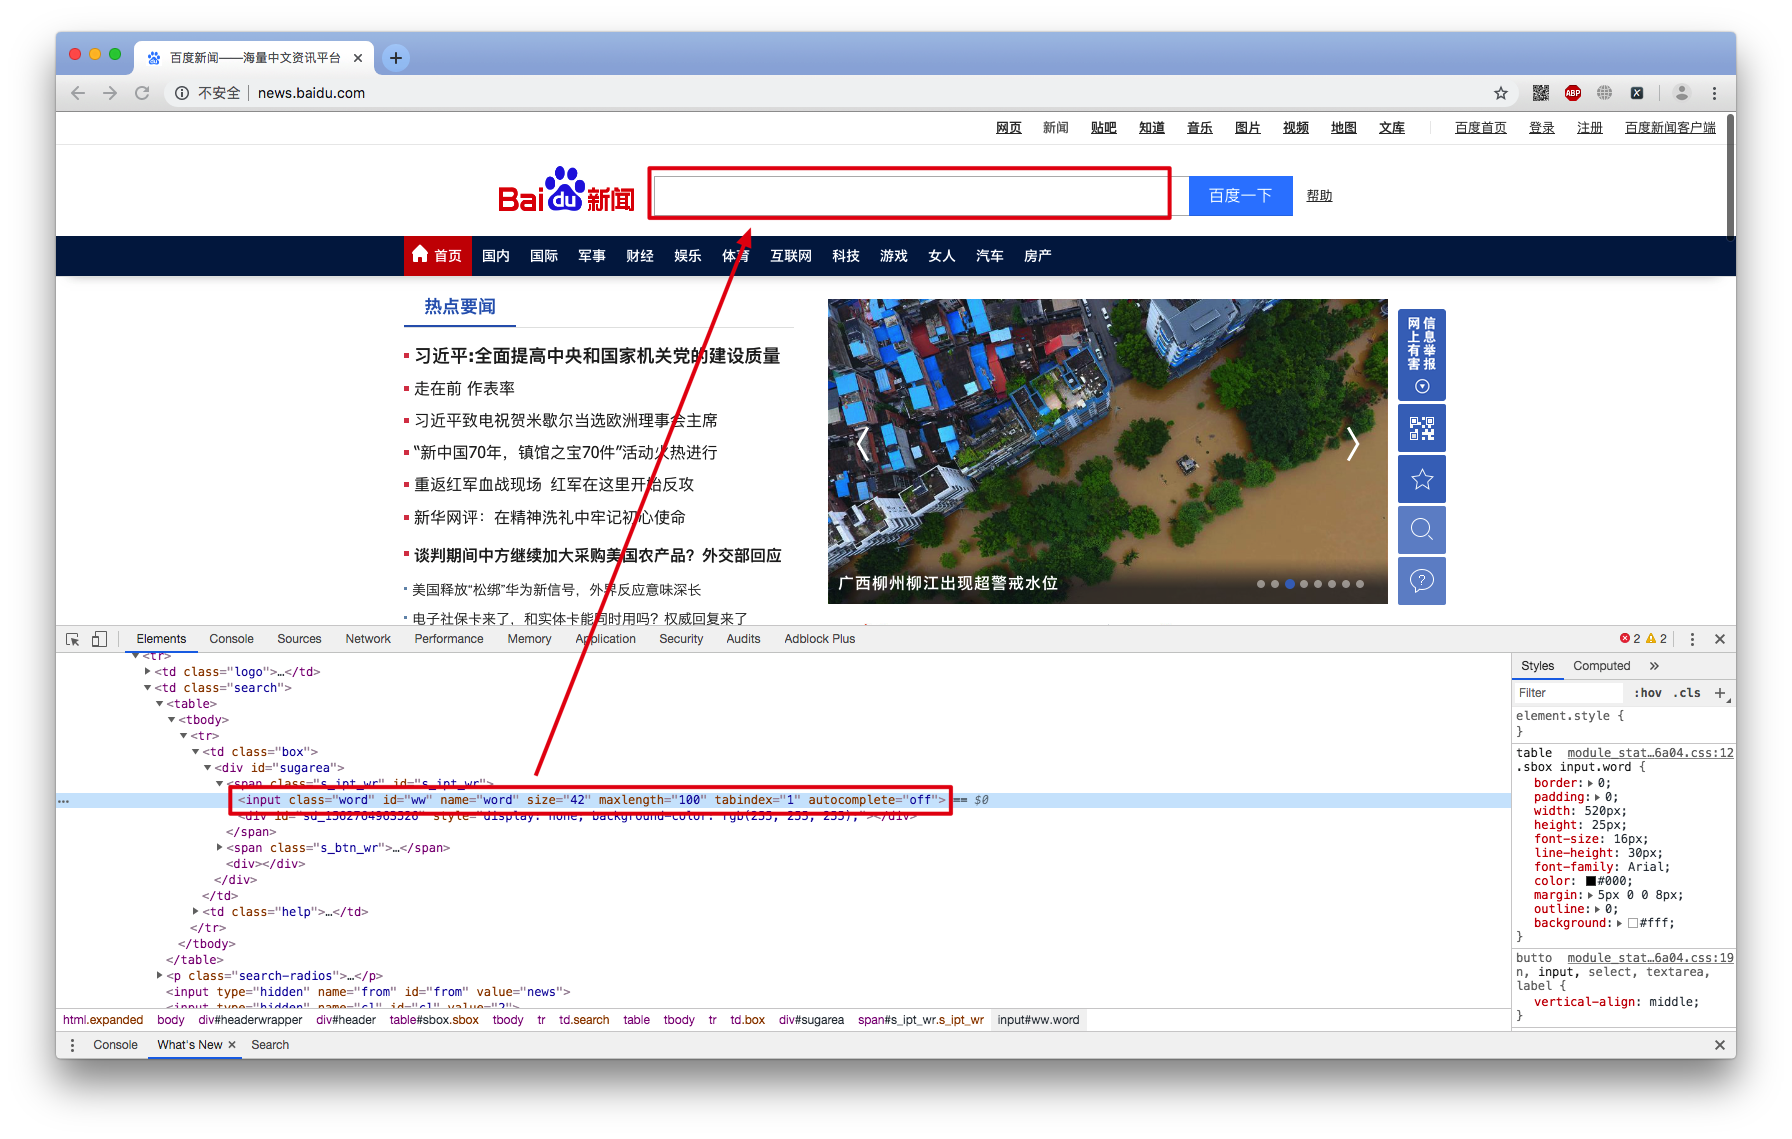 百度新闻——海量中文资讯平台
不安全 news.baidu.com
ABP
网页 新闻 贴吧 知道 音乐 图片 视频 地图 文库 百度首页 登录 注册 百度新闻客户端
Bai du 新闻 百度一下 帮助
首页 国内 国际 军事 财经 娱乐 体育 互联网 科技 游戏 女人 汽车 房产
热点要闻
习近平:全面提高中央和国家机关党的建设质量
走在前 作表率
习近平致电祝贺米歇尔当选欧洲理事会主席
“新中国70年，镇馆之宝70件”活动火热进行
重返红军血战现场 红军在这里开始反攻
新华网评：在精神洗礼中牢记初心使命
谈判期间中方继续加大采购美国农产品？外交部回应
美国释放“松绑”华为新信号，外界反应意味深长
电子社保卡来了，和实体卡能同时用吗？权威回复来了
广西柳州柳江出现超警戒水位
网上有害
信息举报
Elements Console Sources Network Performance Memory Application Security Audits Adblock Plus 2 2
<tr>
<td class="logo">…</td>
<td class="search">
<table>
<tbody>
<tr>
<td class="box">
<div id="sugarea">
<span class="s_ipt_wr" id="s_ipt_wr">
<input class="word" id="ww" name="word" size="42" maxlength="100" tabindex="1" autocomplete="off"> == $0
<div id="sd_1562764963526" style="display: none; background-color: rgb(255, 255, 255);"></div>
</span>
<span class="s_btn_wr">…</span>
<div></div>
</div>
</td>
<td class="help">…</td>
</tr>
</tbody>
</table>
<p class="search-radios">…</p>
<input type="hidden" name="from" id="from" value="news">
<input type="hidden" name="cl" id="cl" value="2">
html.expanded body div#headerwrapper div#header table#sbox.sbox tbody tr td.search table tbody tr td.box div#sugarea span#s_ipt_wr.s_ipt_wr input#ww.word
Styles Computed »
Filter :hov .cls +
element.style {
}
table module_stat…6a04.css:12
.sbox input.word {
border: 0;
padding: 0;
width: 520px;
height: 25px;
font-size: 16px;
line-height: 30px;
font-family: Arial;
color: #000;
margin: 5px 0 0 8px;
outline: 0;
background: #fff;
}
butto module_stat…6a04.css:19
n, input, select, textarea,
label {
vertical-align: middle;
}
Console What's New Search